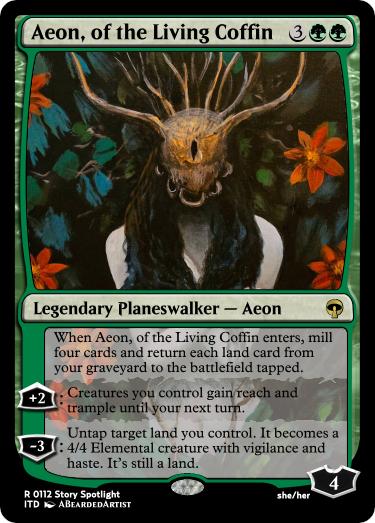 Aeon, of the Living Coffin 3
Legendary Planeswalker — Aeon
When Aeon, of the Living Coffin enters, mill
four cards and return each land card from
your graveyard to the battlefield tapped.
+2: Creatures you control gain reach and
trample until your next turn.
-3: Untap target land you control. It becomes a
4/4 Elemental creature with vigilance and
haste. It's still a land.
4
R 0112 Story Spotlight she/her
ITD ABeardedArtist